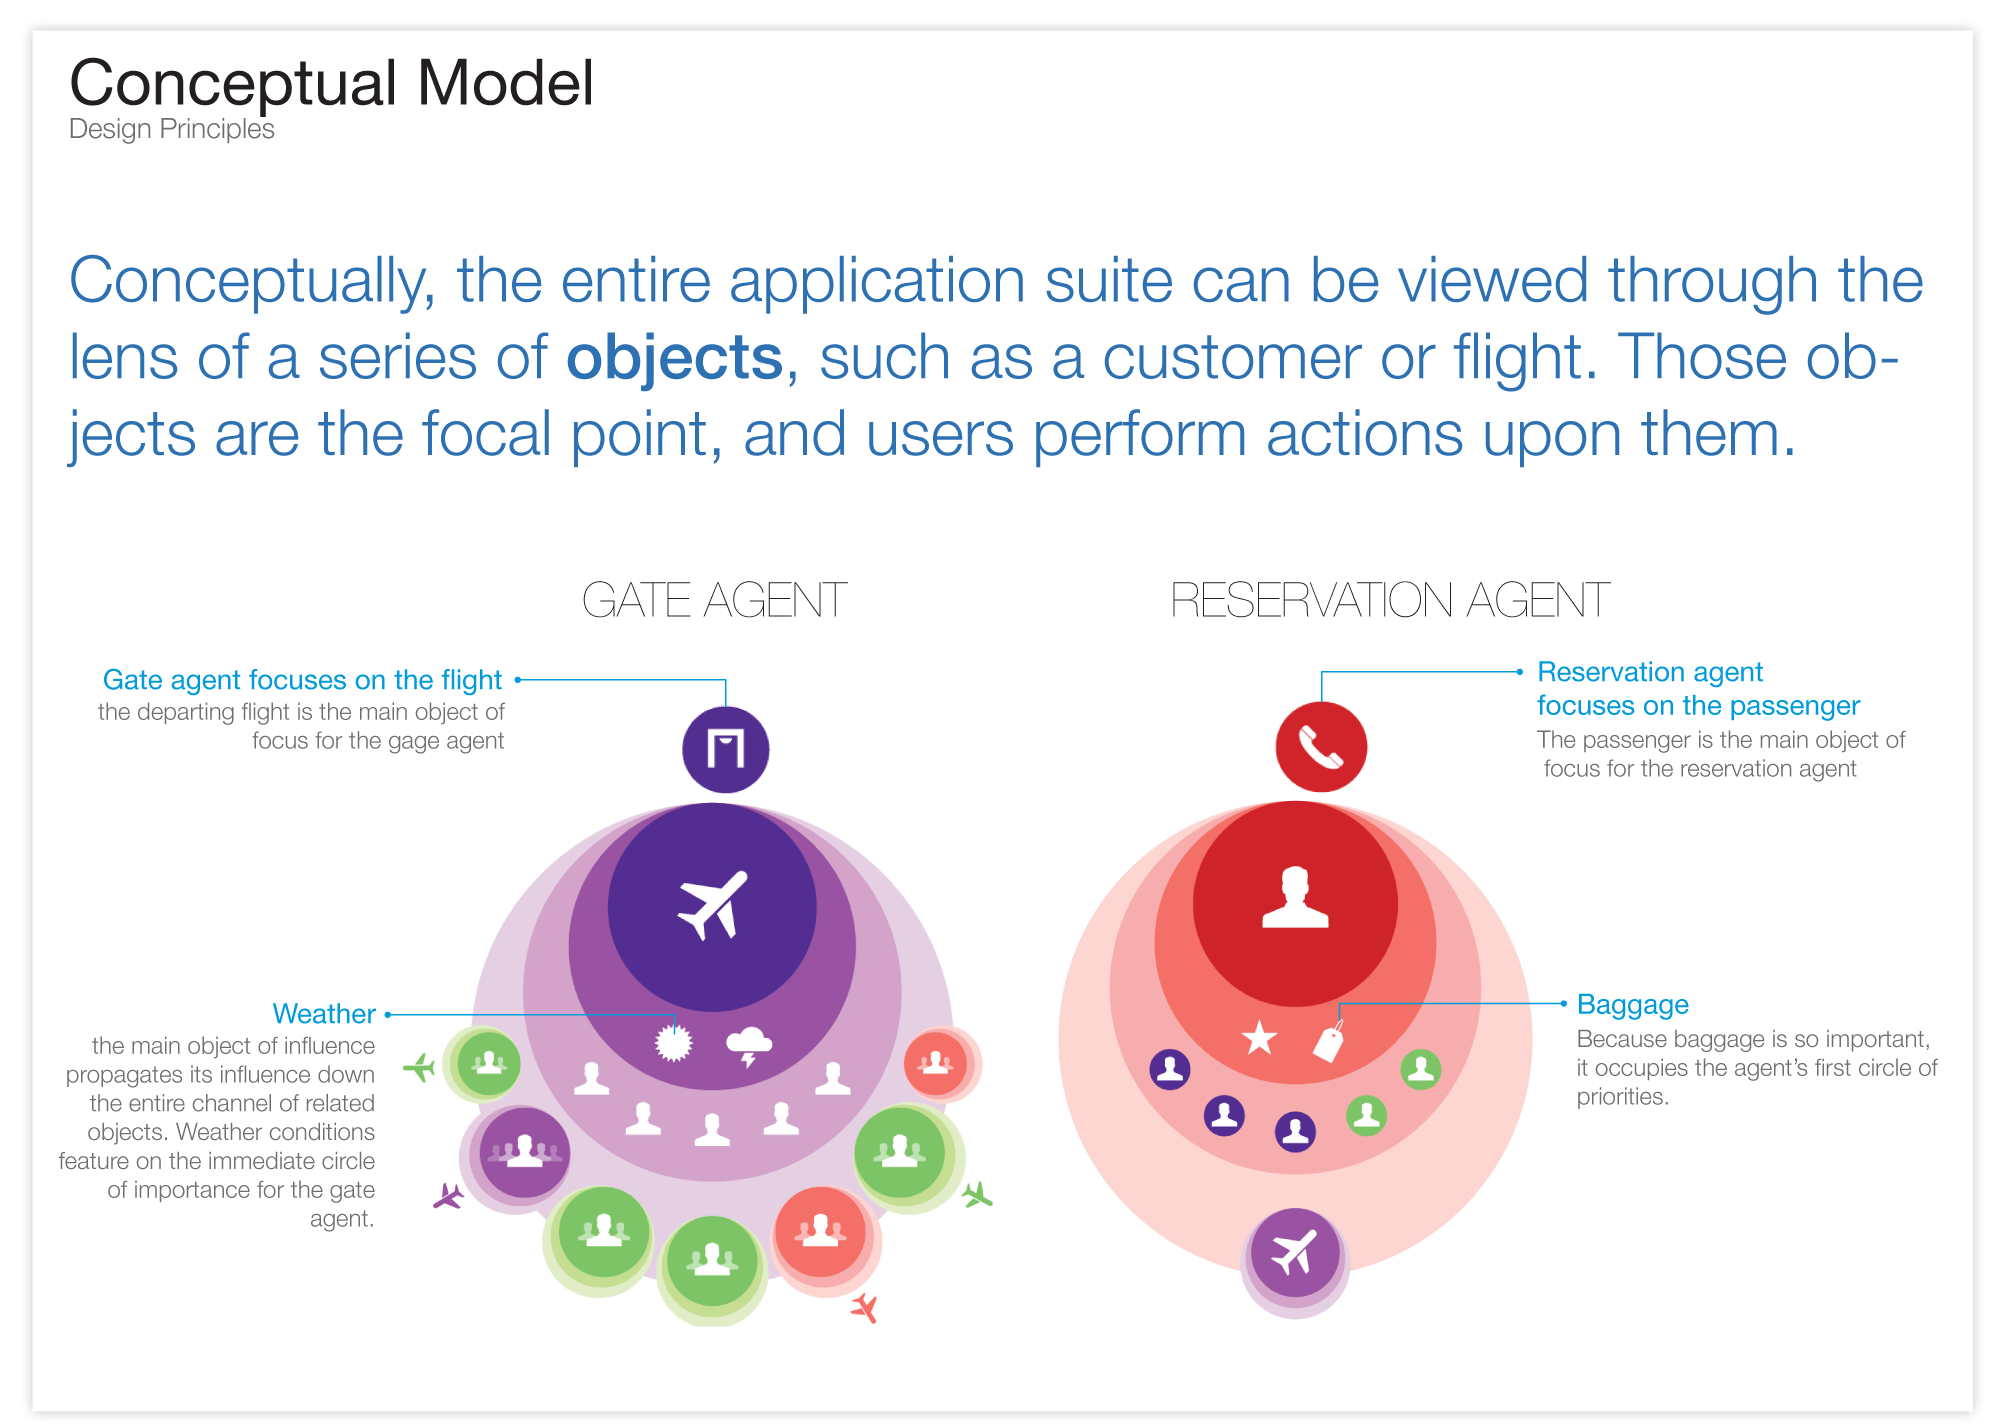 Conceptual Model
Design Principles
Conceptually, the entire application suite can be viewed through the
lens of a series of objects, such as a customer or flight. Those ob-
jects are the focal point, and users perform actions upon them.
GATE AGENT
Gate agent focuses on the flight
the departing flight is the main object of
focus for the gage agent
Weather
the main object of influence
propagates its influence down
the entire channel of related
objects. Weather conditions
feature on the immediate circle
of importance for the gate
agent.
RESERVATION AGENT
Reservation agent
focuses on the passenger
The passenger is the main object of
focus for the reservation agent
Baggage
Because baggage is so important,
it occupies the agent's first circle of
priorities.